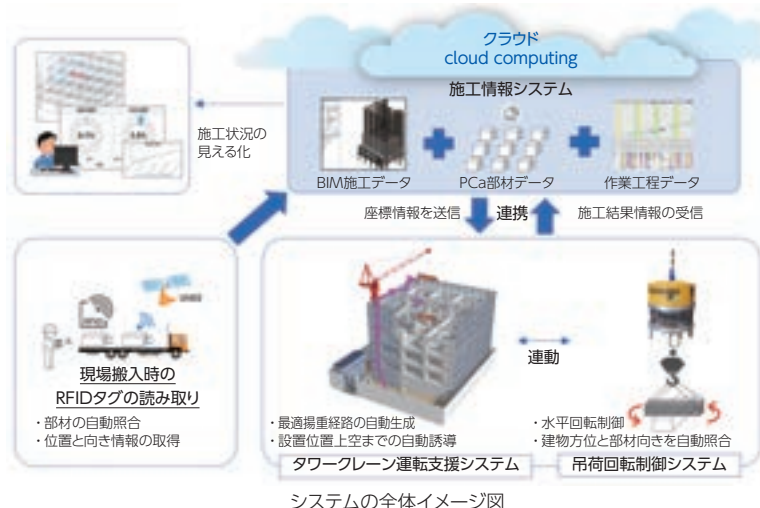 クラウド
cloud computing
施工情報システム
BIM施工データ
PCa部材データ
作業工程データ
施工状況の
見える化
座標情報を送信
連携
施工結果情報の受信
現場搬入時の
RFIDタグの読み取り
・部材の自動照合
・位置と向き情報の取得
連動
・最適揚重経路の自動生成
・設置位置上空までの自動誘導
タワークレーン運転支援システム
・水平回転制御
・建物方位と部材向きを自動照合
吊荷回転制御システム
システムの全体イメージ図